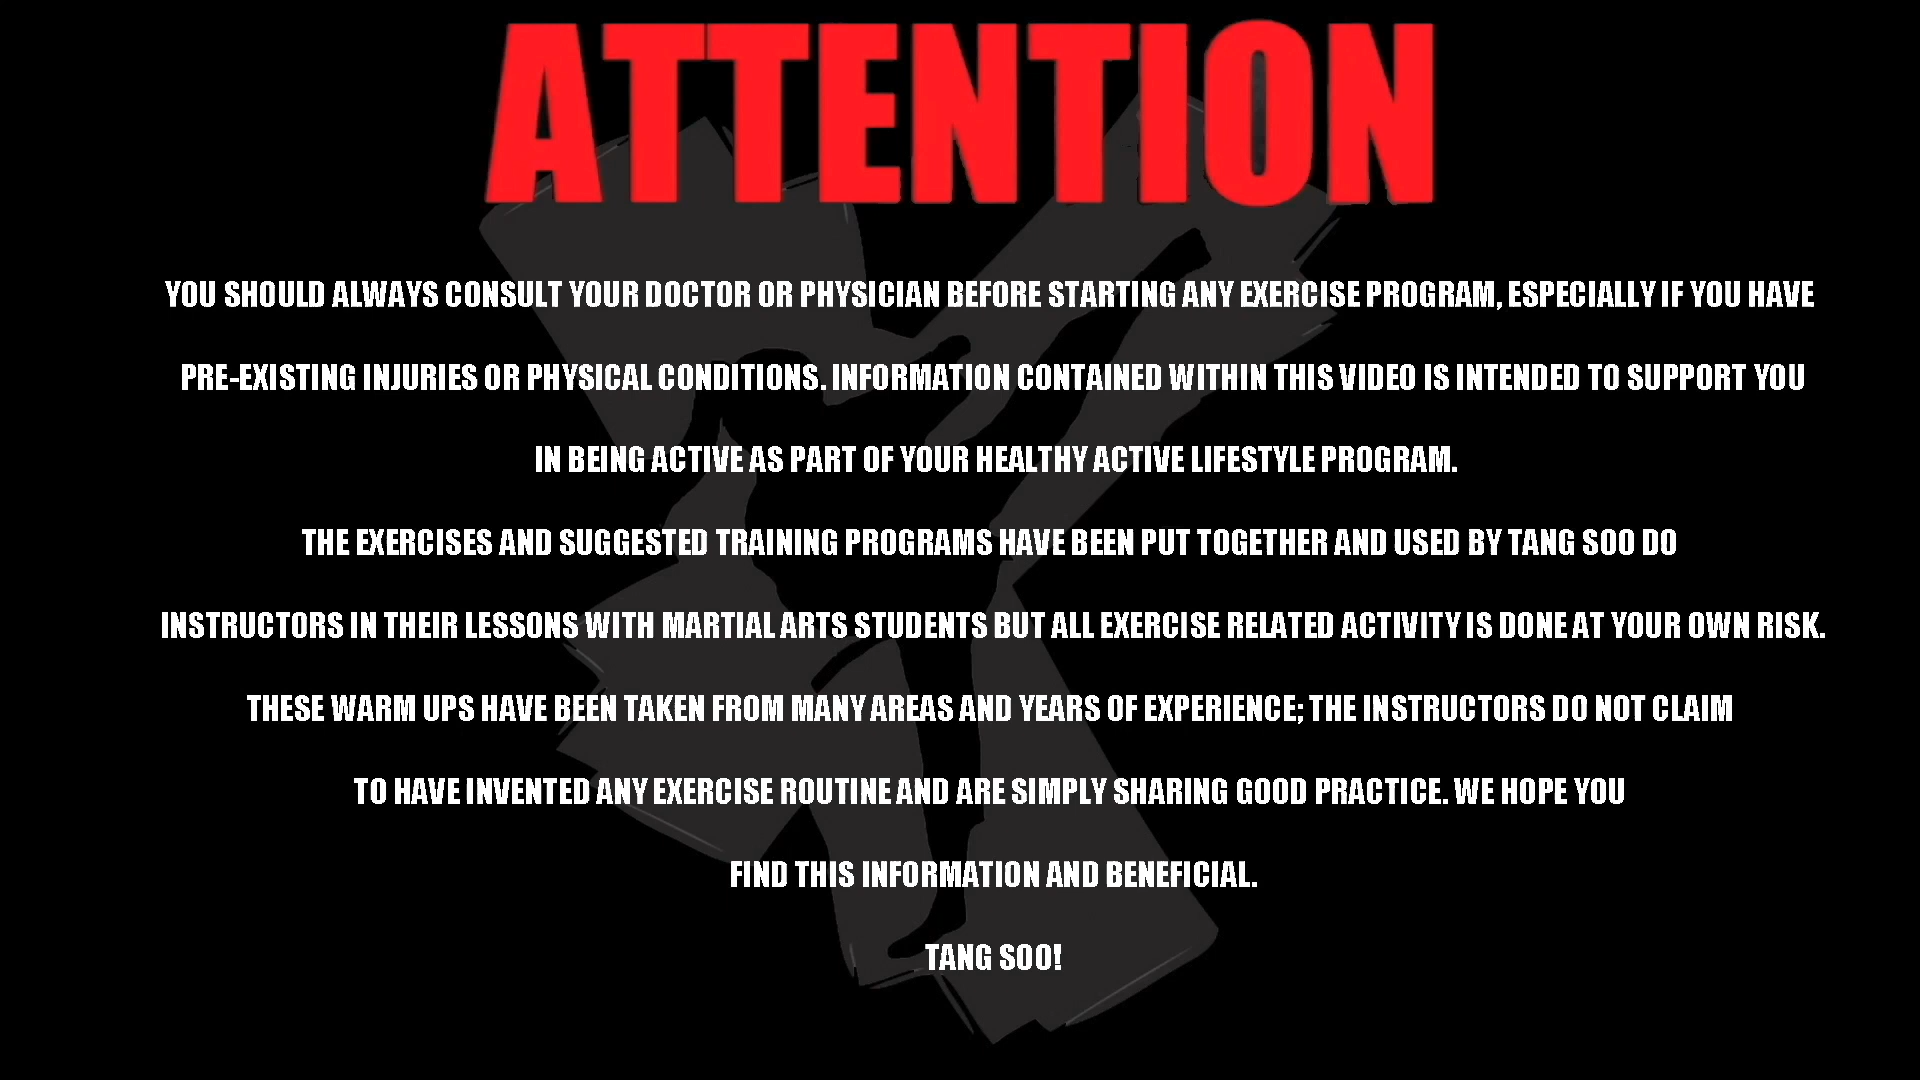 ATTENTION
YOU SHOULD ALWAYS CONSULT YOUR DOCTOR OR PHYSICIAN BEFORE STARTING ANY EXERCISE PROGRAM, ESPECIALLY IF YOU HAVE
PRE-EXISTING INJURIES OR PHYSICAL CONDITIONS. INFORMATION CONTAINED WITHIN THIS VIDEO IS INTENDED TO SUPPORT YOU
IN BEING ACTIVE AS PART OF YOUR HEALTHY ACTIVE LIFESTYLE PROGRAM.
THE EXERCISES AND SUGGESTED TRAINING PROGRAMS HAVE BEEN PUT TOGETHER AND USED BY TANG SOO DO
INSTRUCTORS IN THEIR LESSONS WITH MARTIAL ARTS STUDENTS BUT ALL EXERCISE RELATED ACTIVITY IS DONE AT YOUR OWN RISK.
THESE WARM UPS HAVE BEEN TAKEN FROM MANY AREAS AND YEARS OF EXPERIENCE; THE INSTRUCTORS DO NOT CLAIM
TO HAVE INVENTED ANY EXERCISE ROUTINE AND ARE SIMPLY SHARING GOOD PRACTICE. WE HOPE YOU
FIND THIS INFORMATION AND BENEFICIAL.
TANG SOO!